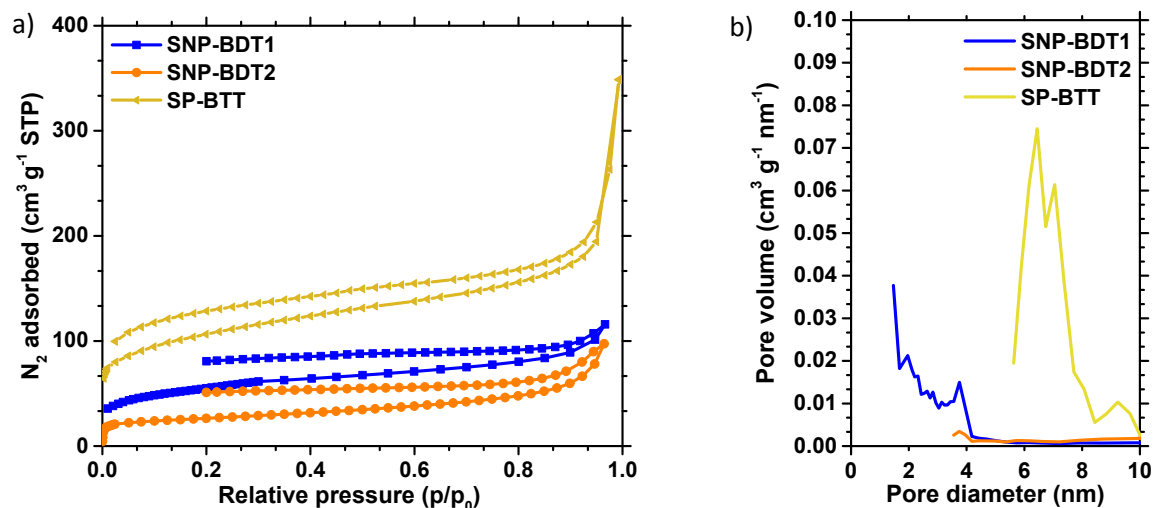 a)
400
300
200
100
0
N₂ adsorbed (cm³ g⁻¹ STP)
SNP-BDT1
SNP-BDT2
SP-BTT
0.0 0.2 0.4 0.6 0.8 1.0
Relative pressure (p/p₀)
b)
0.10
0.09
0.08
0.07
0.06
0.05
0.04
0.03
0.02
0.01
0.00
Pore volume (cm³ g⁻¹ nm⁻¹)
SNP-BDT1
SNP-BDT2
SP-BTT
0 2 4 6 8 10
Pore diameter (nm)